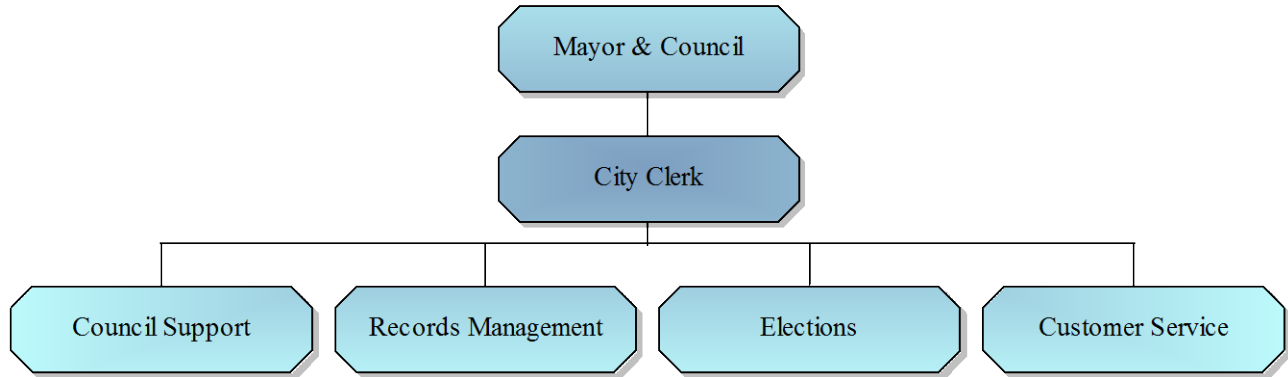 Mayor & Council
City Clerk
Council Support
Records Management
Elections
Customer Service